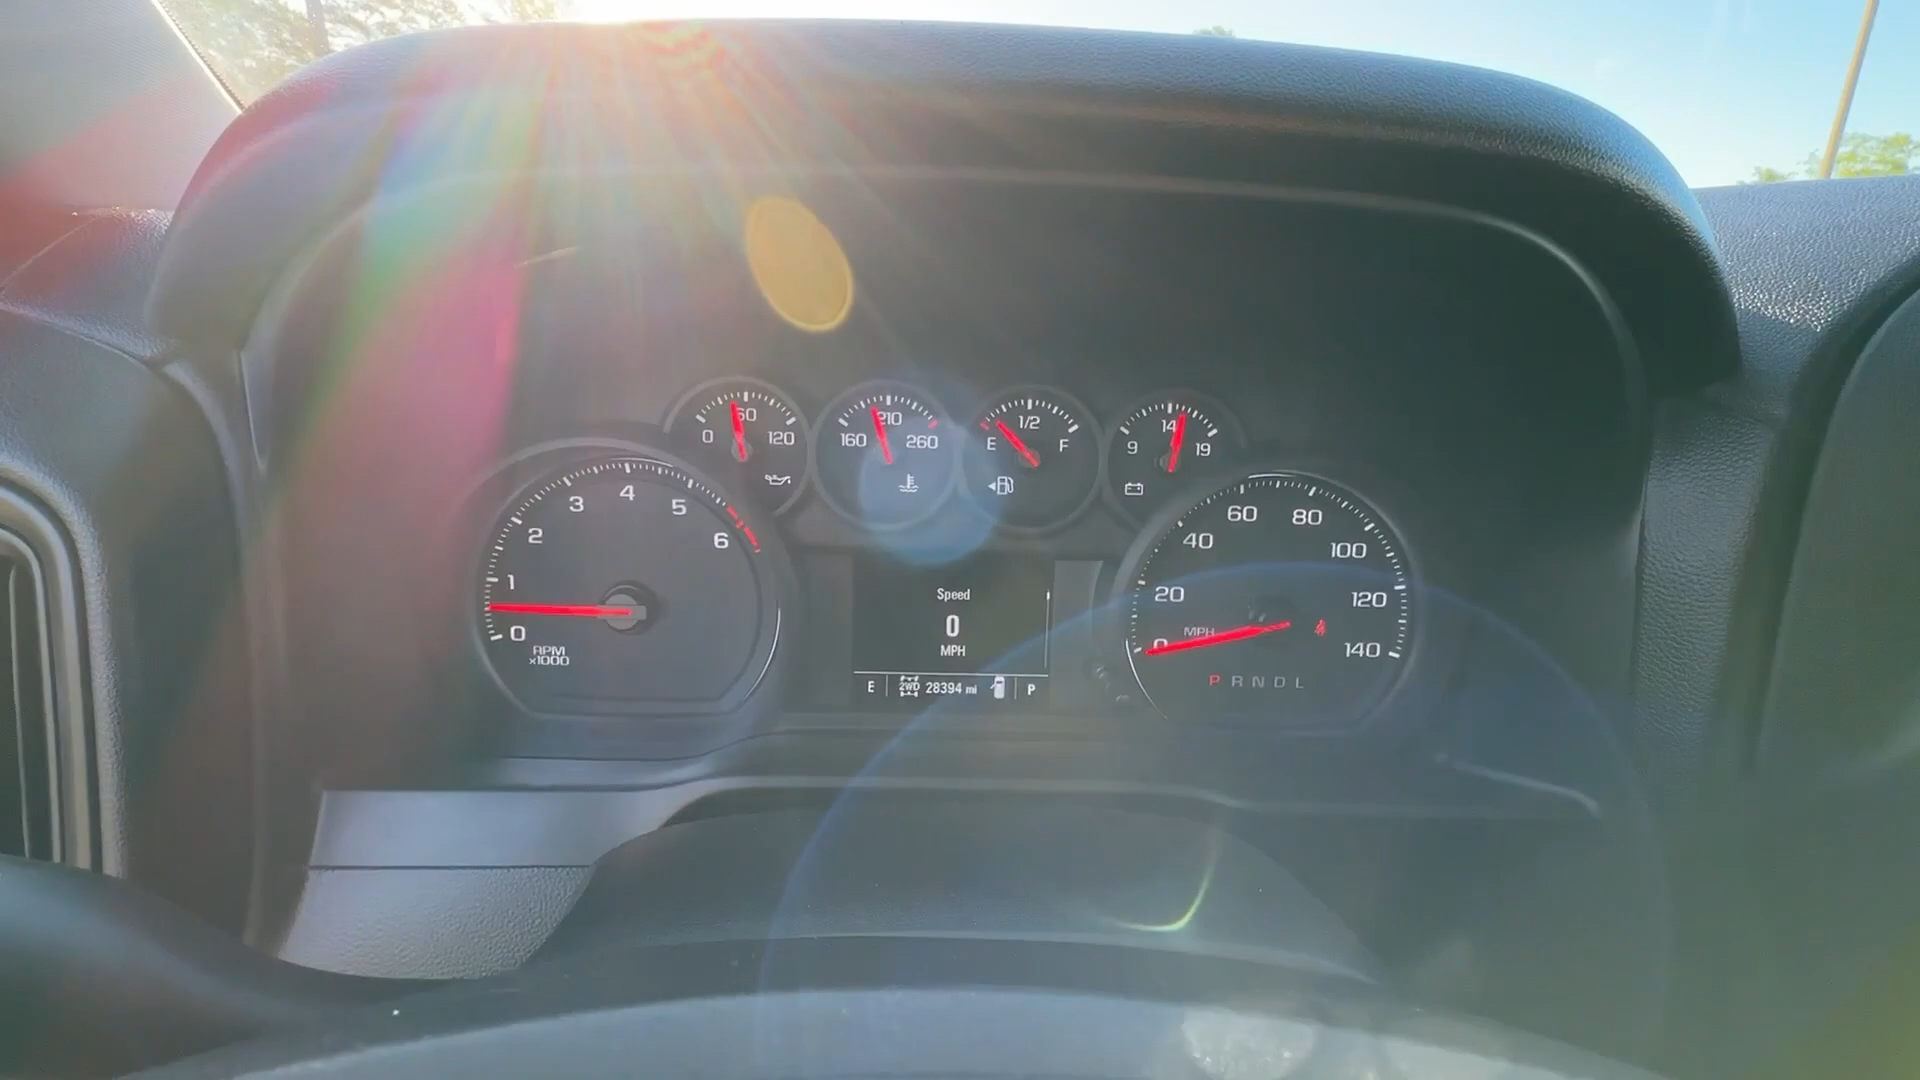 0 60 120
160 210 260
E 1/2 F
9 14 19
0 1 2 3 4 5 6
RPM
x1000
Speed
0
MPH
E 2WD 28394 mi P
0 20 40 60 80 100 120 140
MPH
P R N D L